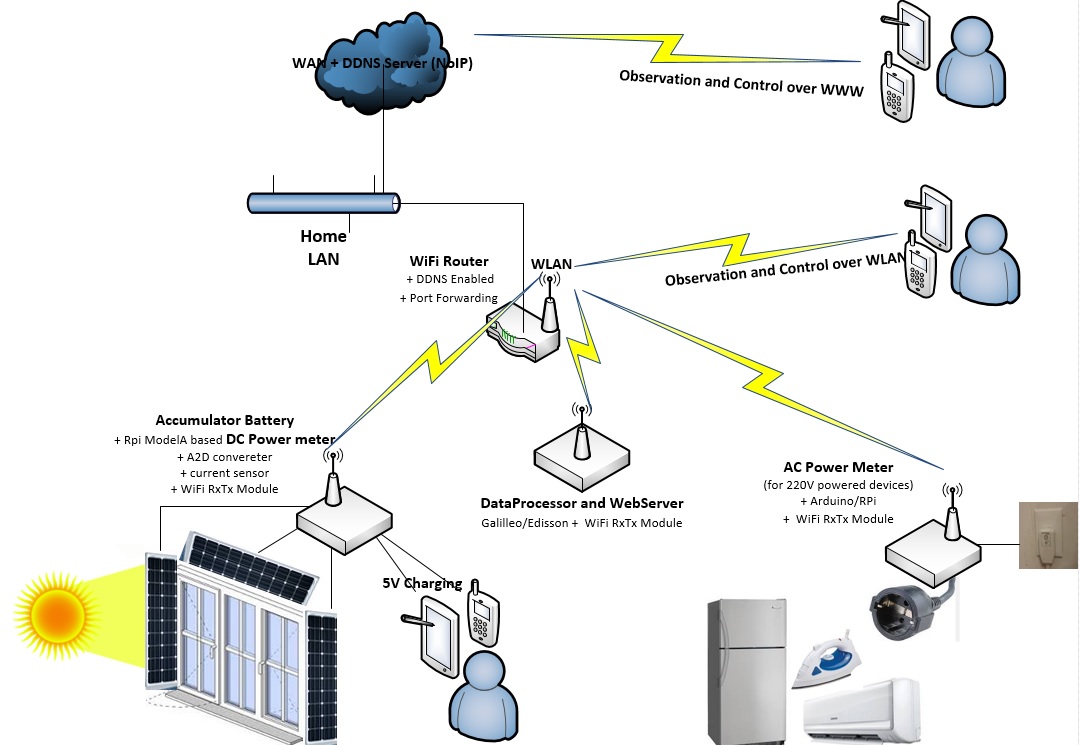 WAN + DDNS Server (NoIP)
Observation and Control over WWW
Home
LAN
WiFi Router
+ DDNS Enabled
+ Port Forwarding
WLAN
Observation and Control over WLAN
Accumulator Battery
+ Rpi ModelA based DC Power meter
+ A2D convereter
+ current sensor
+ WiFi RxTx Module
DataProcessor and WebServer
Galilleo/Edisson + WiFi RxTx Module
AC Power Meter
(for 220V powered devices)
+ Arduino/RPi
+ WiFi RxTx Module
5V Charging